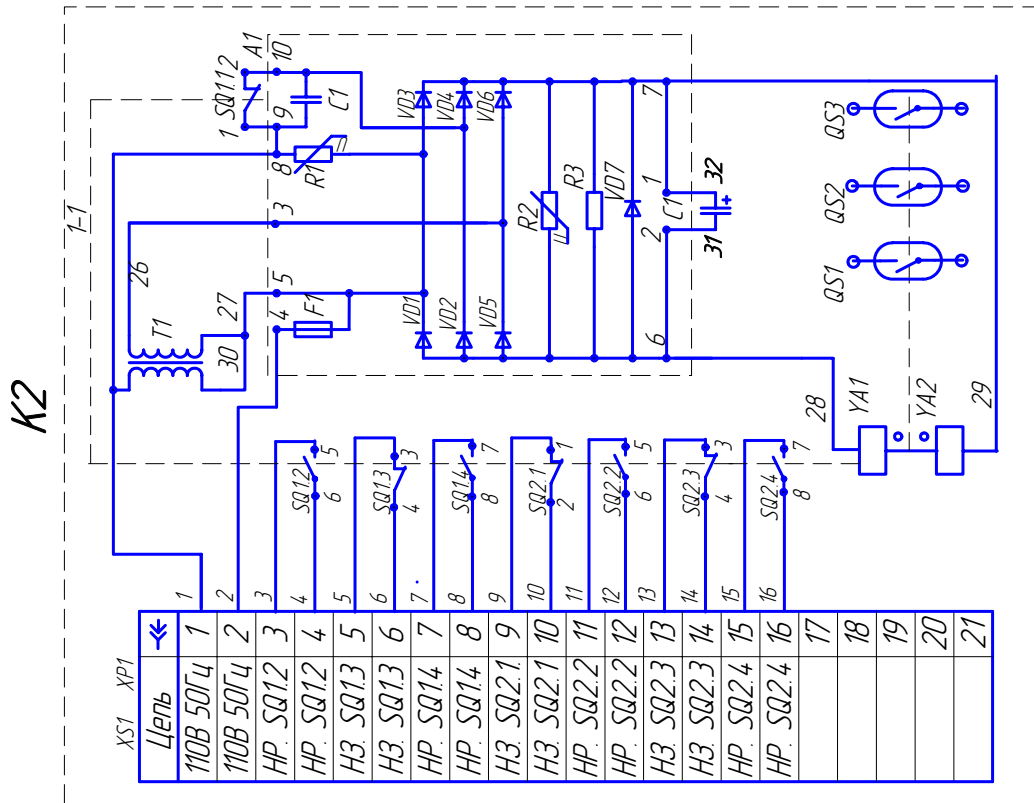 K2
XS1 XP1
Цепь
110В 50Гц 1
110В 50Гц 2
НР. SQ1.2 3
НР. SQ1.2 4
НЗ. SQ1.3 5
НЗ. SQ1.3 6
НР. SQ1.4 7
НР. SQ1.4 8
НЗ. SQ2.1. 9
НЗ. SQ2.1 10
НР. SQ2.2 11
НР. SQ2.2 12
НЗ. SQ2.3 13
НЗ. SQ2.3 14
НР. SQ2.4 15
НР. SQ2.4 16
17
18
19
20
21
1
2
3
4
5
6
7
8
9
10
11
12
13
14
15
16
SQ1.2 5 6
SQ1.3 3 4
SQ1.4 7 8
SQ2.1 1 2
SQ2.2 5 6
SQ2.3 3 4
SQ2.4 7 8
1-1
T1
26
27
30
SQ1.1 1 2
A1
10
9
8
3
5
4
C1
R1
F1
VD3
VD4
VD6
VD1
VD2
VD5
R2
R3
VD7
7
6
C1
1
2
31
32
QS1
QS2
QS3
28
YA1
YA2
29